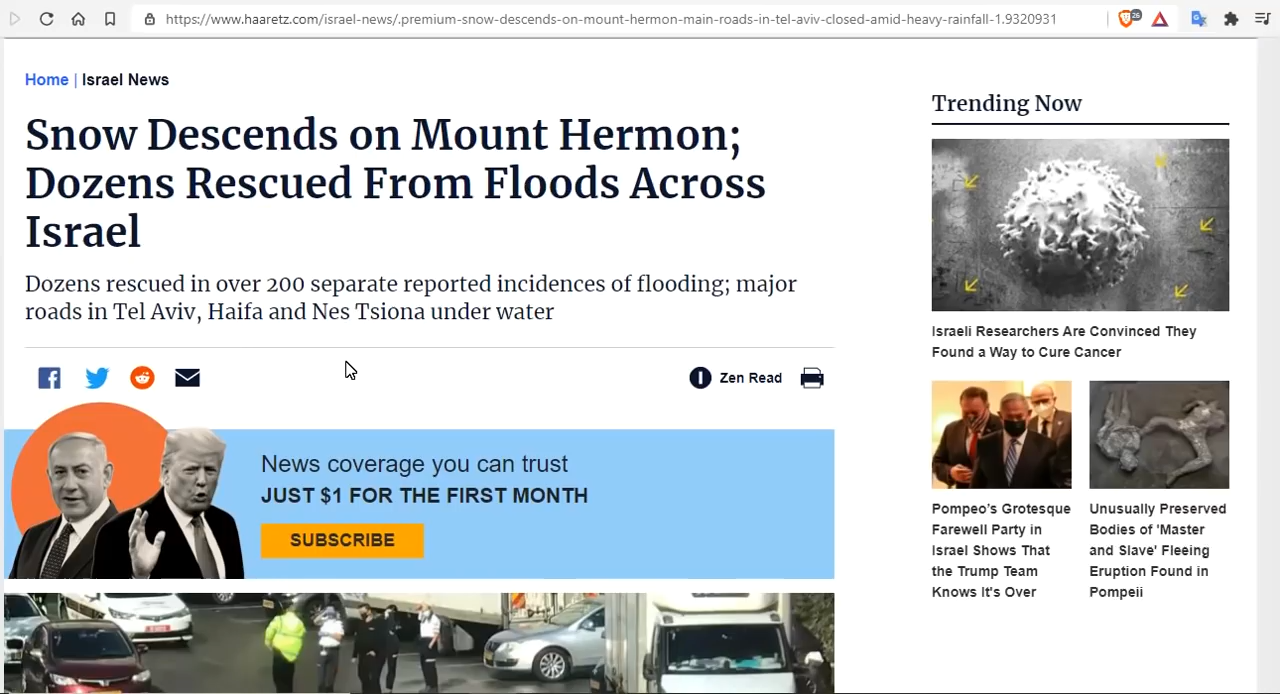 https://www.haaretz.com/israel-news/.premium-snow-descends-on-mount-hermon-main-roads-in-tel-aviv-closed-amid-heavy-rainfall-1.9320931
26
Home | Israel News
Snow Descends on Mount Hermon;
Dozens Rescued From Floods Across
Israel
Dozens rescued in over 200 separate reported incidences of flooding; major
roads in Tel Aviv, Haifa and Nes Tsiona under water
Zen Read
News coverage you can trust
JUST $1 FOR THE FIRST MONTH
SUBSCRIBE
Trending Now
Israeli Researchers Are Convinced They
Found a Way to Cure Cancer
Pompeo's Grotesque
Farewell Party in
Israel Shows That
the Trump Team
Knows It's Over
Unusually Preserved
Bodies of 'Master
and Slave' Fleeing
Eruption Found in
Pompeii